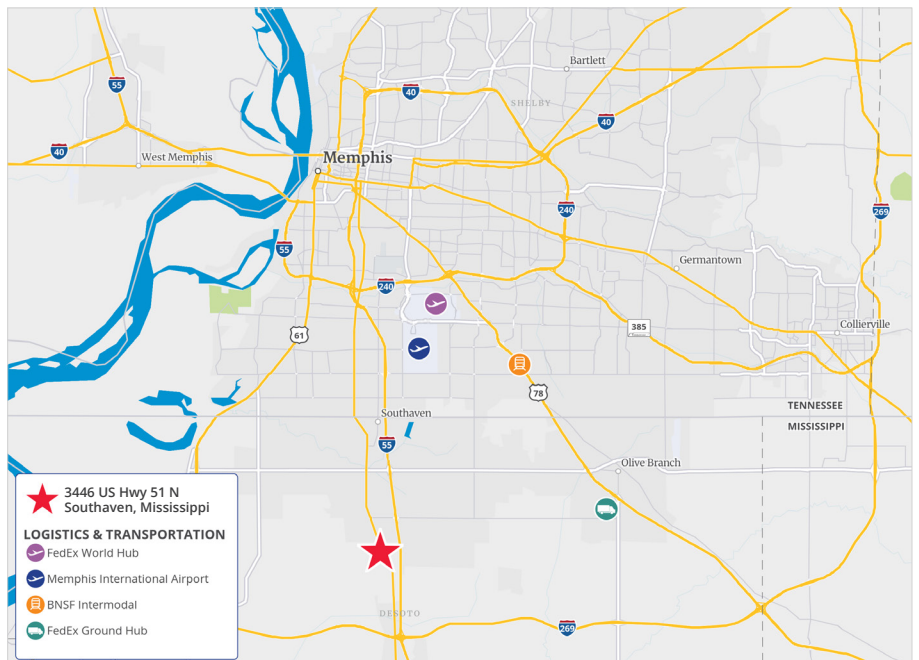 Bartlett
55
40
SHELBY
40
40
West Memphis
Memphis
240
269
55
Germantown
240
61
385
Collierville
78
TENNESSEE
MISSISSIPPI
Southaven
55
Olive Branch
3446 US Hwy 51 N
Southaven, Mississippi
LOGISTICS & TRANSPORTATION
FedEx World Hub
Memphis International Airport
BNSF Intermodal
FedEx Ground Hub
DESOTO
269